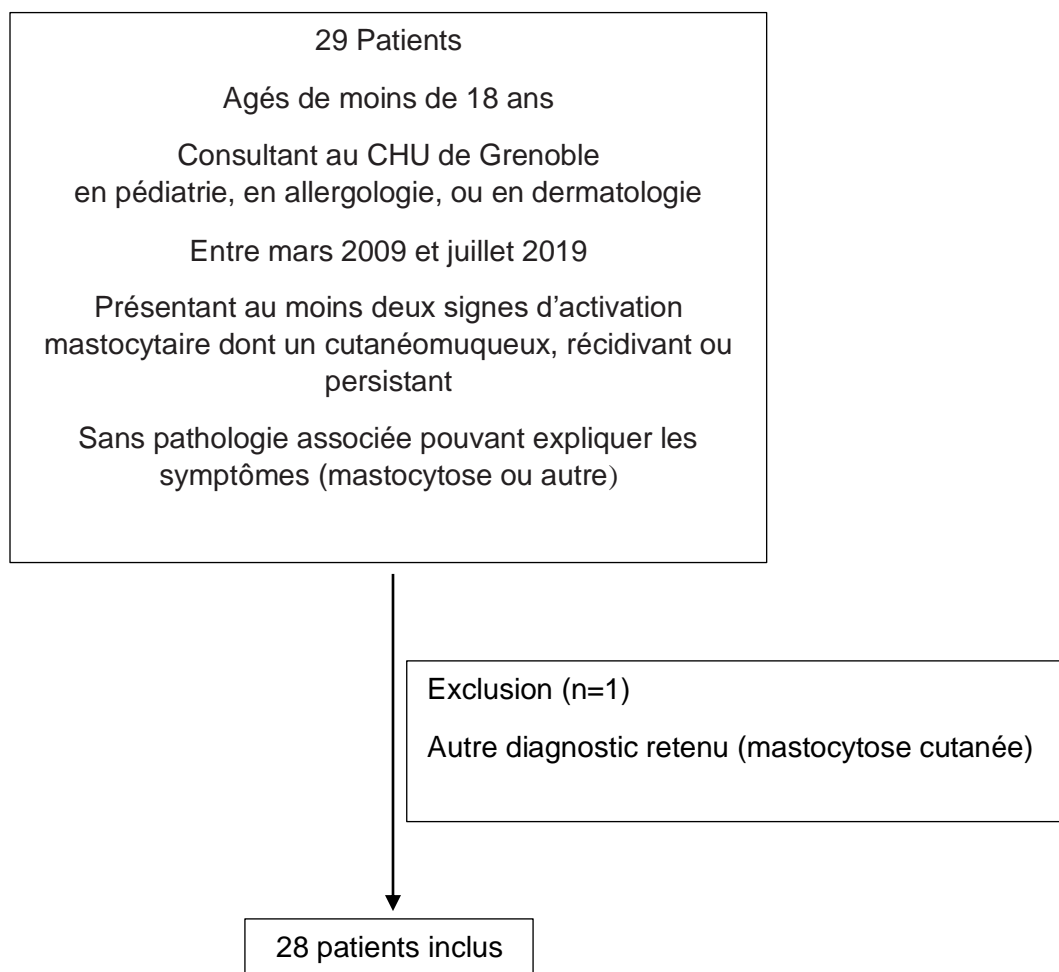 29 Patients
Agés de moins de 18 ans
Consultant au CHU de Grenoble
en pédiatrie, en allergologie, ou en dermatologie
Entre mars 2009 et juillet 2019
Présentant au moins deux signes d’activation
mastocytaire dont un cutanéomuqueux, récidivant ou
persistant
Sans pathologie associée pouvant expliquer les
symptômes (mastocytose ou autre)
Exclusion (n=1)
Autre diagnostic retenu (mastocytose cutanée)
28 patients inclus